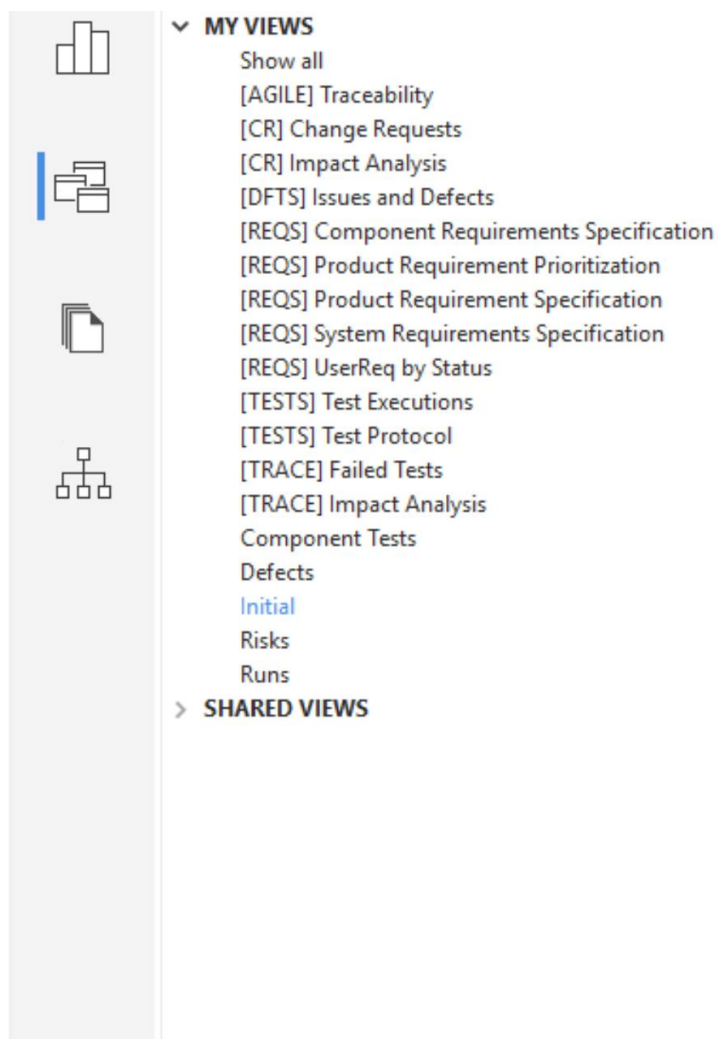 MY VIEWS
Show all
[AGILE] Traceability
[CR] Change Requests
[CR] Impact Analysis
[DFTS] Issues and Defects
[REQS] Component Requirements Specification
[REQS] Product Requirement Prioritization
[REQS] Product Requirement Specification
[REQS] System Requirements Specification
[REQS] UserReq by Status
[TESTS] Test Executions
[TESTS] Test Protocol
[TRACE] Failed Tests
[TRACE] Impact Analysis
Component Tests
Defects
Initial
Risks
Runs
SHARED VIEWS